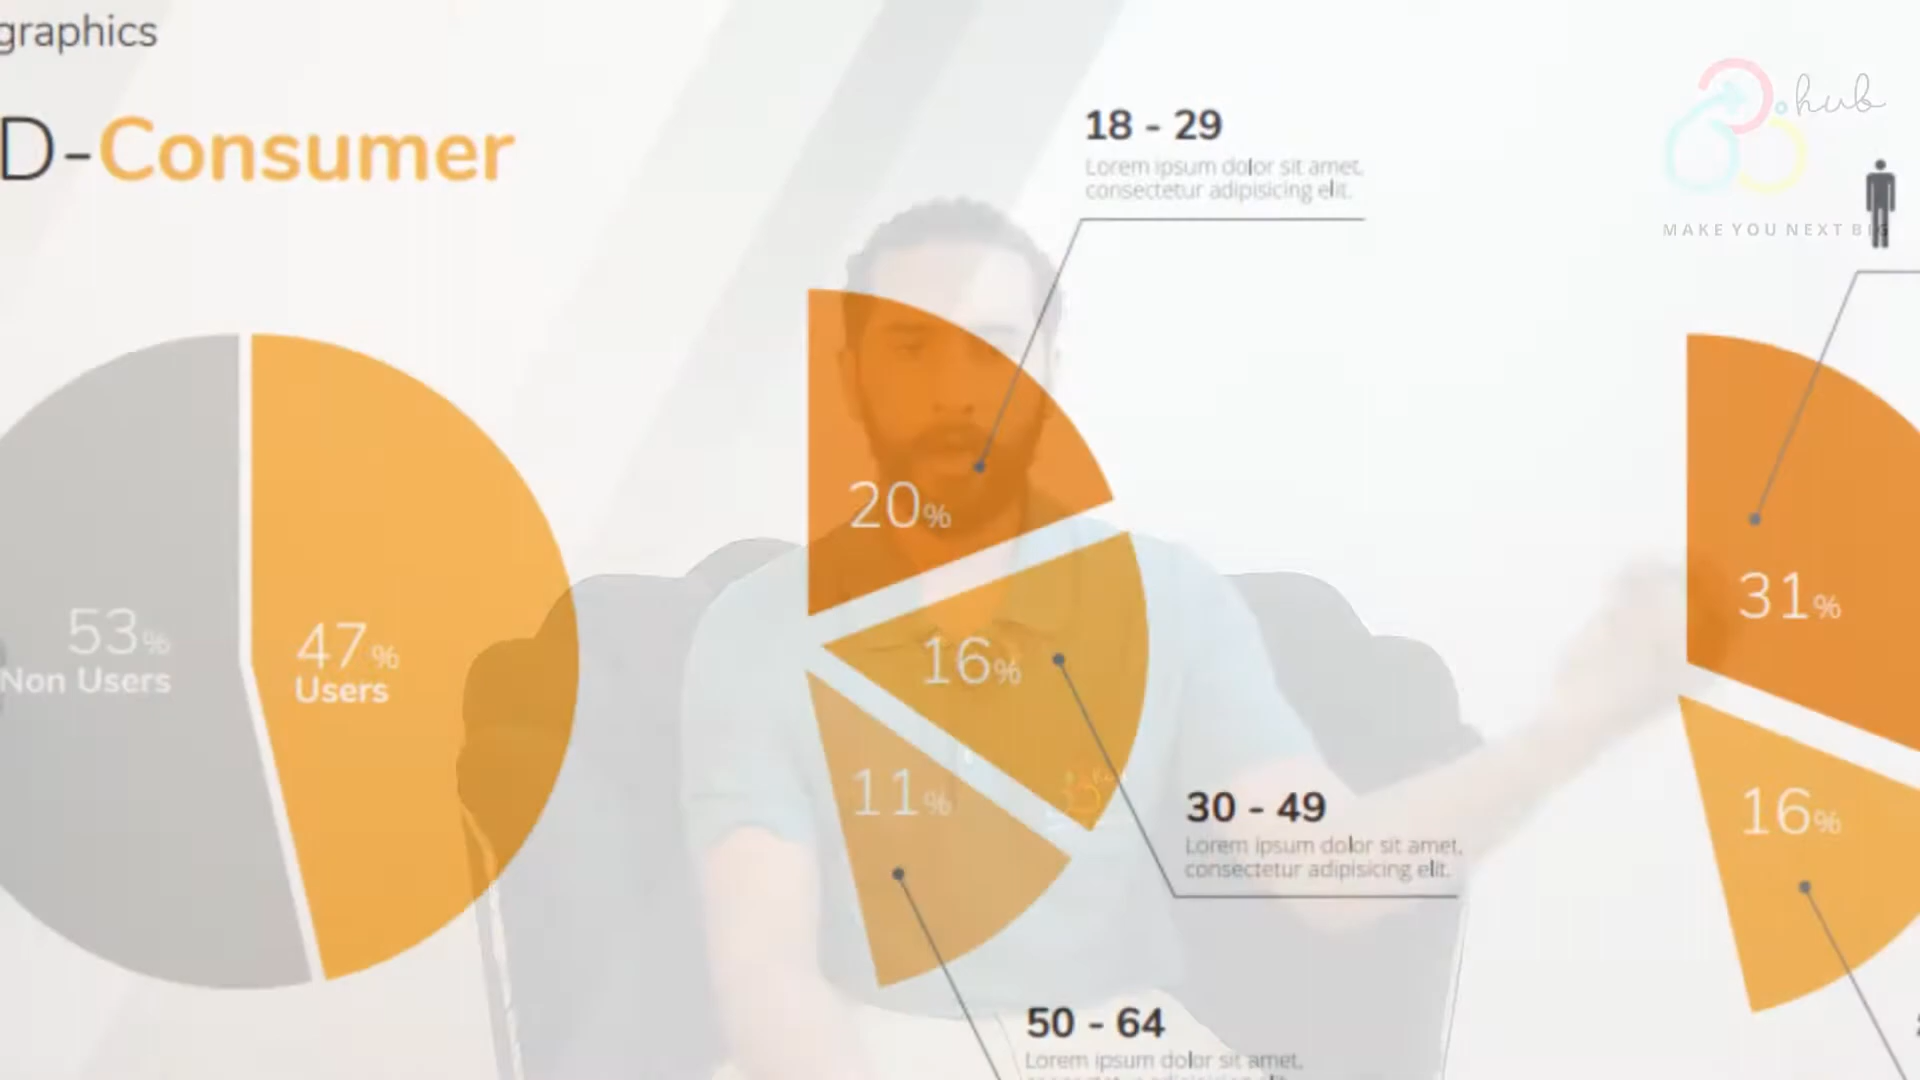 graphics
D-Consumer
hub
MAKE YOU NEXT BIG
18 - 29
Lorem ipsum dolor sit amet,
consectetur adipisicing elit.
20%
31%
53%
Non Users
47%
Users
16%
11%
30 - 49
Lorem ipsum dolor sit amet,
consectetur adipisicing elit.
16%
50 - 64
Lorem ipsum dolor sit amet,